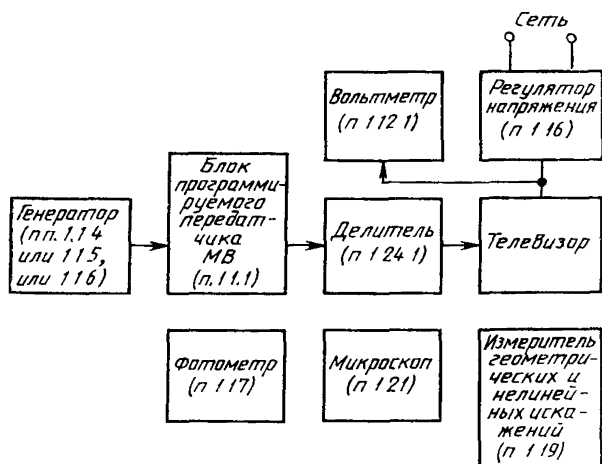 Сеть
Вольтметр
(п 1 12 1)
Регулятор
напряжения
(п 1 16)
Блок
программи-
руемого
передат-
чика
МВ
(п. 1 1.1)
Генератор
(пп. 1.1 4
или 1 1 5,
или 1 1 6)
Делитель
(п 1 24 1)
Телевизор
Фотометр
(п 1 17)
Микроскоп
(п 1 21)
Измеритель
геометри-
ческих и
нелиней-
ных иска-
жений
(п 1 19)